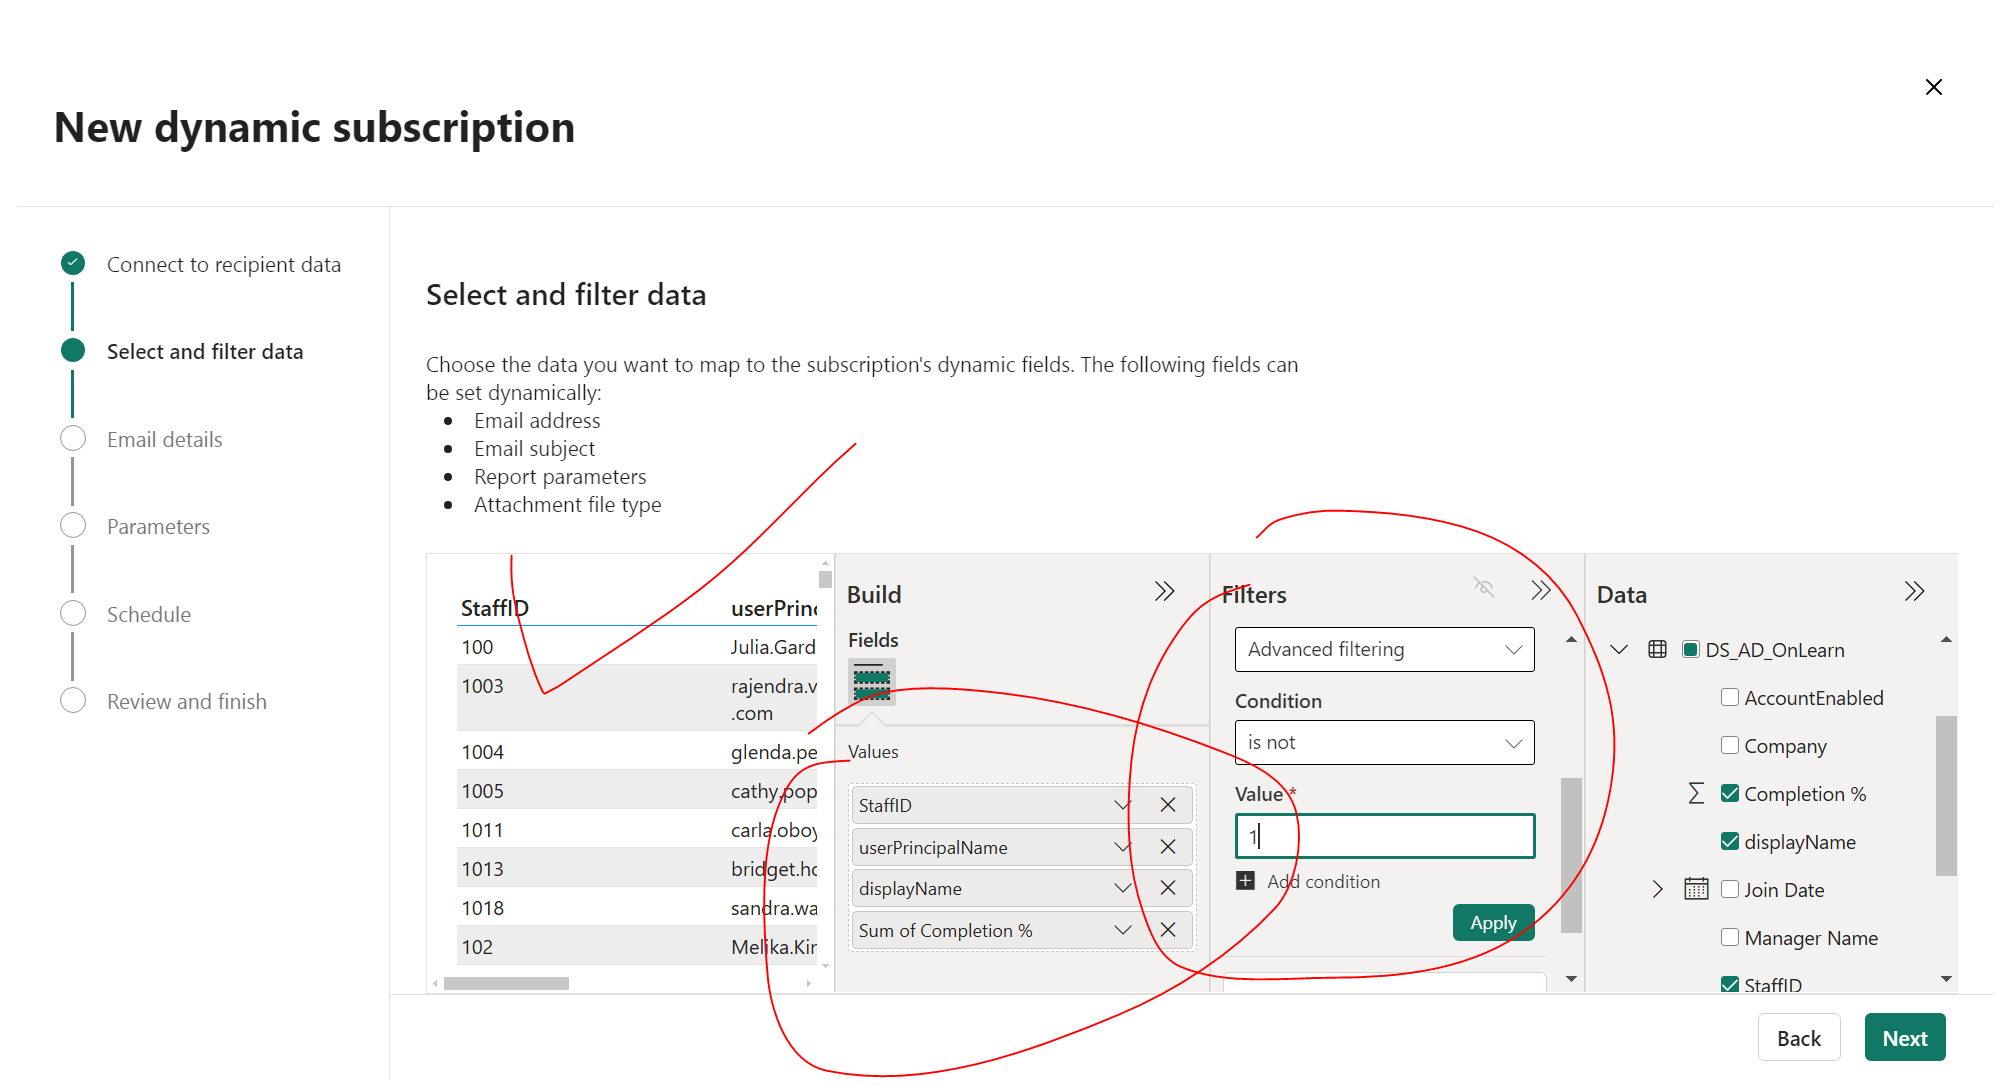 New dynamic subscription
Connect to recipient data
Select and filter data
Email details
Parameters
Schedule
Review and finish
Select and filter data
Choose the data you want to map to the subscription's dynamic fields. The following fields can
be set dynamically:
Email address
Email subject
Report parameters
Attachment file type
StaffID userPrinc
100 Julia.Gard
1003 rajendra.v
.com
1004 glenda.pe
1005 cathy.pop
1011 carla.oboy
1013 bridget.ho
1018 sandra.wa
102 Melika.Kir
Build
Fields
Values
StaffID
userPrincipalName
displayName
Sum of Completion %
Filters
Advanced filtering
Condition
is not
Value *
1
Add condition
Apply
Data
DS_AD_OnLearn
AccountEnabled
Company
Completion %
displayName
Join Date
Manager Name
StaffID
Back Next